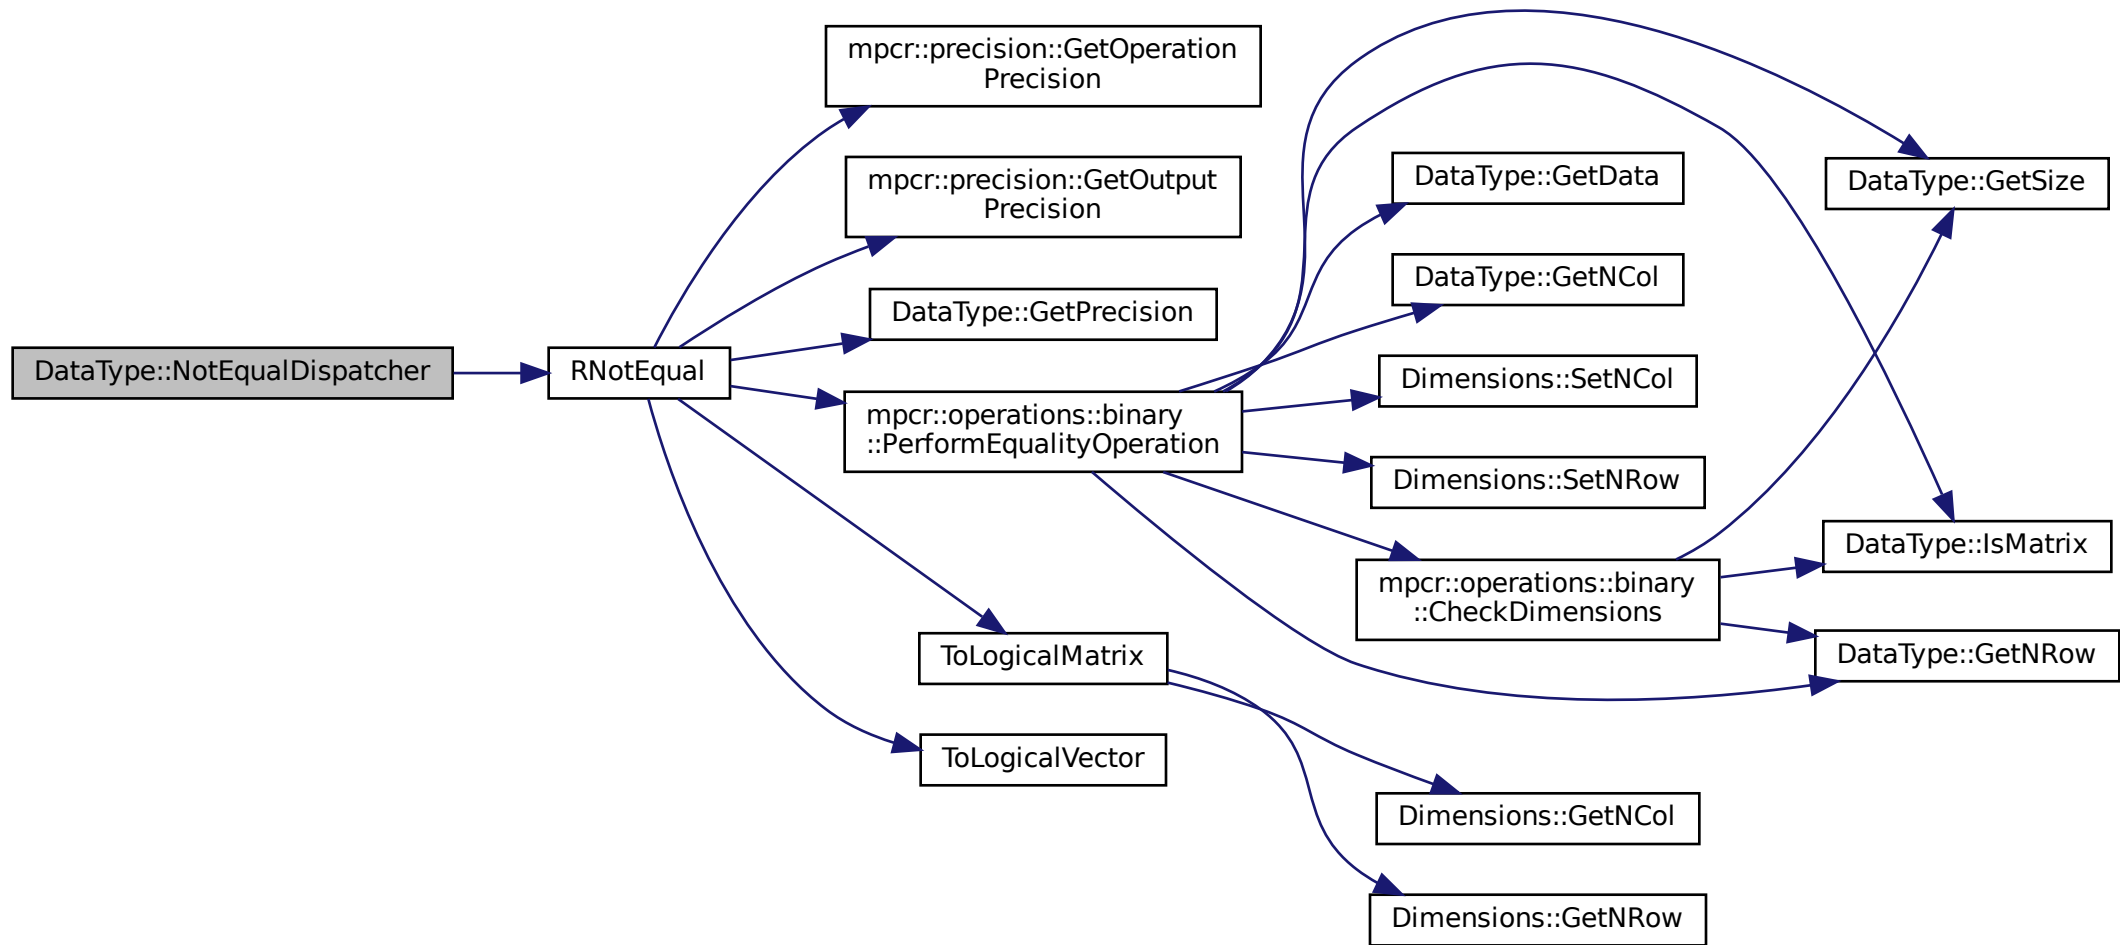 DataType::NotEqualDispatcher
RNotEqual
mpcr::precision::GetOperation
Precision
mpcr::precision::GetOutput
Precision
DataType::GetPrecision
mpcr::operations::binary
::PerformEqualityOperation
ToLogicalMatrix
ToLogicalVector
DataType::GetData
DataType::GetNCol
Dimensions::SetNCol
Dimensions::SetNRow
mpcr::operations::binary
::CheckDimensions
Dimensions::GetNCol
Dimensions::GetNRow
DataType::GetSize
DataType::IsMatrix
DataType::GetNRow